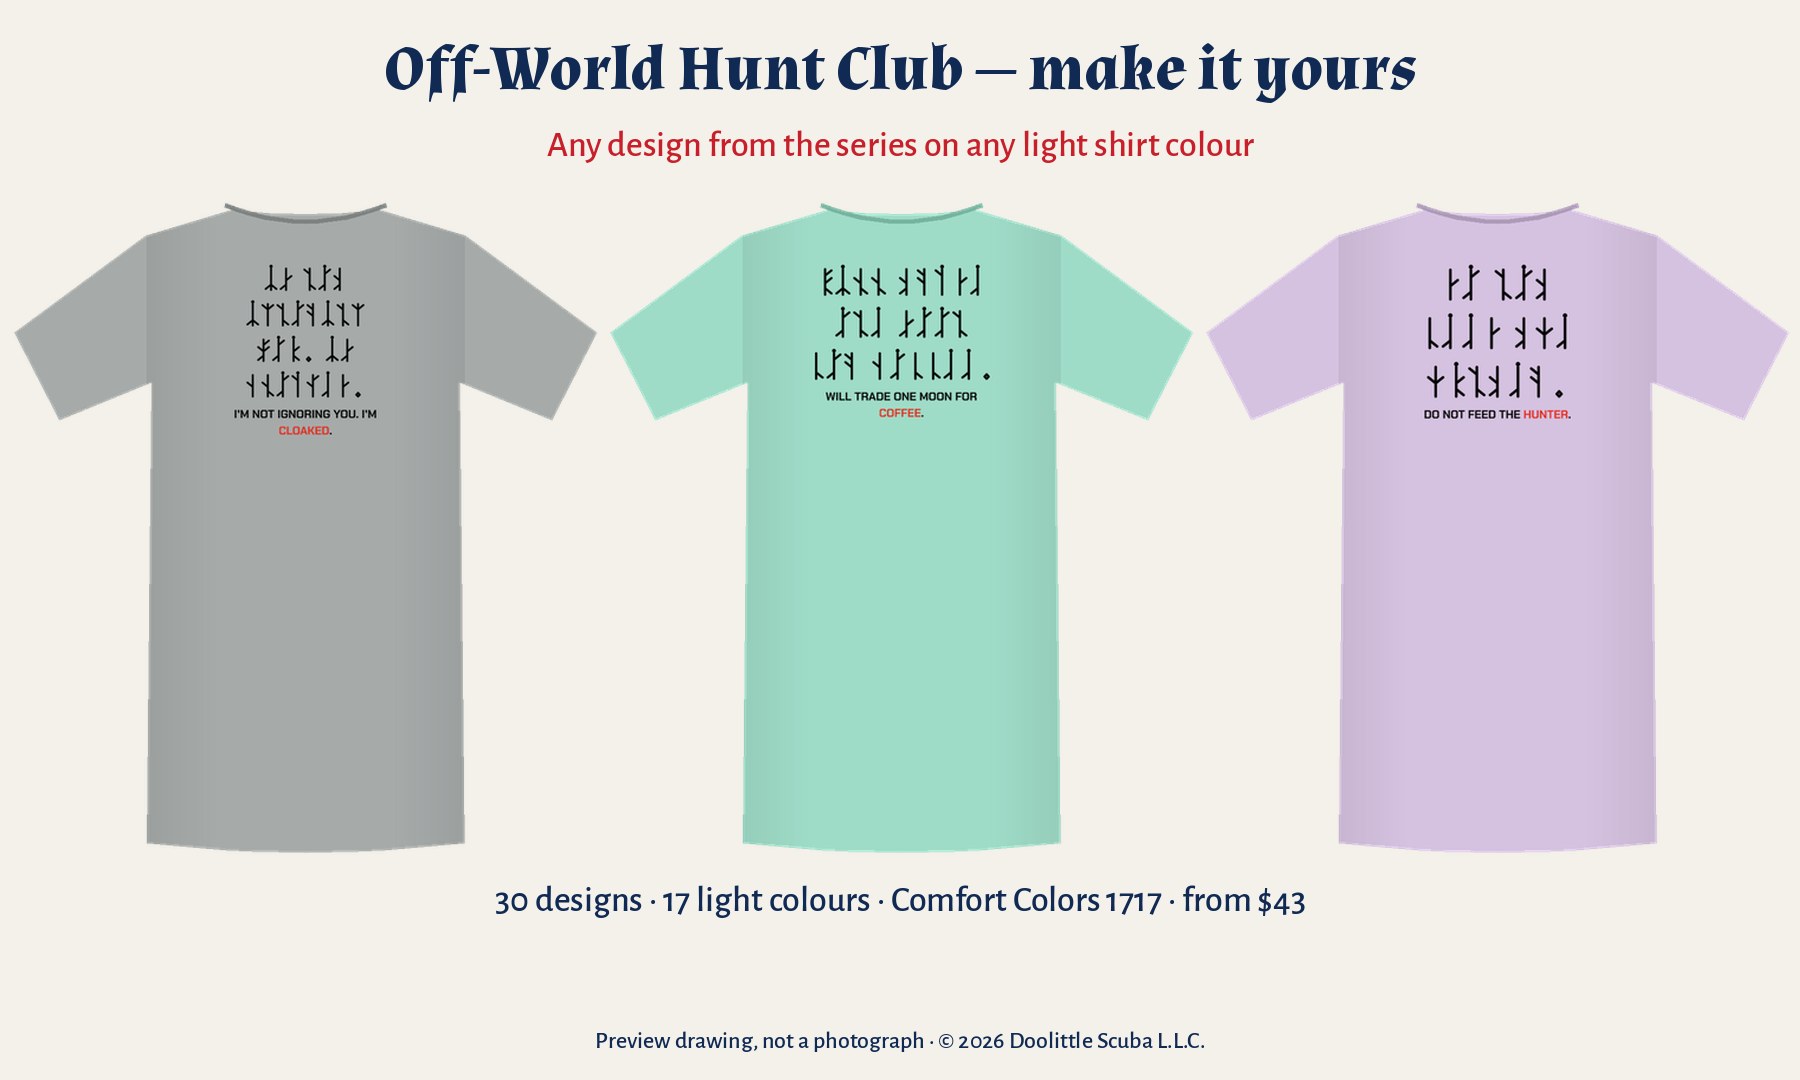 Off-World Hunt Club — make it yours
Any design from the series on any light shirt colour
I'M NOT IGNORING YOU. I'M
CLOAKED.
WILL TRADE ONE MOON FOR
COFFEE.
DO NOT FEED THE HUNTER.
30 designs · 17 light colours · Comfort Colors 1717 · from $43
Preview drawing, not a photograph · © 2026 Doolittle Scuba L.L.C.